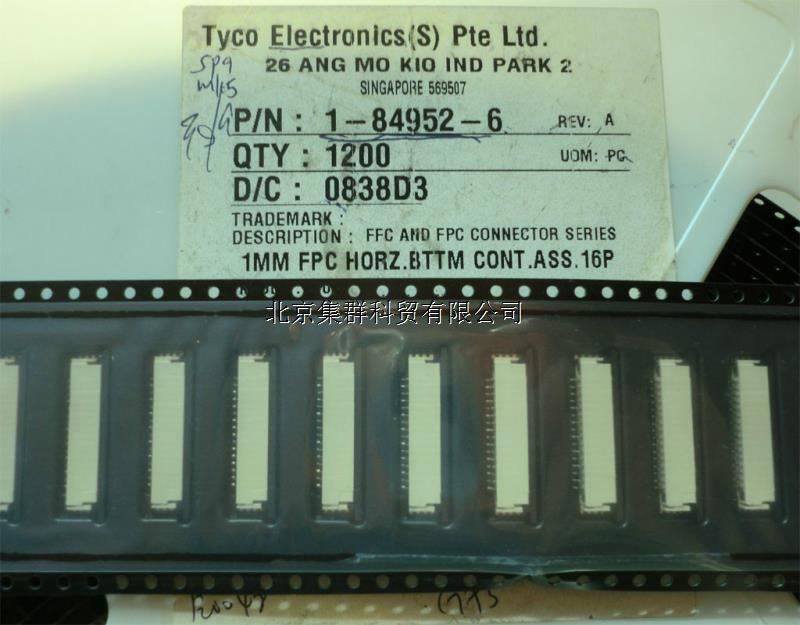 Tyco Electronics(S) Pte Ltd.
26 ANG MO KIO IND PARK 2
SINGAPORE 569507
P/N : 1-84952-6 REV: A
QTY : 1200 UOM: PC
D/C : 0838D3
TRADEMARK :
DESCRIPTION : FFC AND FPC CONNECTOR SERIES
1MM FPC HORZ.BTTM CONT.ASS.16P
北京集群科贸有限公司